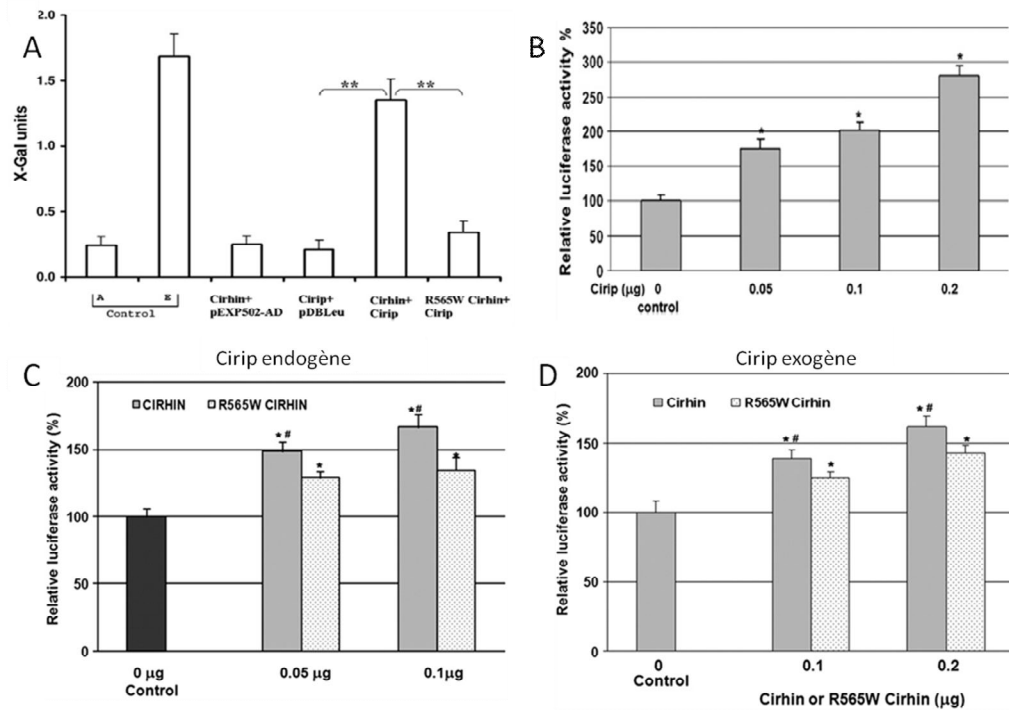 A
2.0
1.5
1.0
0.5
0.0
X-Gal units
**
**
A
E
Control
Cirhin+
pEXP502-AD
Cirip+
pDBLeu
Cirhin+
Cirip
R565W Cirhin+
Cirip
B
350
300
250
200
150
100
50
0
Relative luciferase activity %
*
*
*
Cirip (µg) 0 0.05 0.1 0.2
control
C
Cirip endogène
200
150
100
50
0
Relative luciferase activity (%)
CIRHIN
R565W CIRHIN
*#
*
*#
*
0 µg
Control
0.05 µg
0.1µg
D
Cirip exogène
200
150
100
50
0
Relative luciferase activity (%)
Cirhin
R565W Cirhin
*#
*
*#
*
0
Control
0.1
0.2
Cirhin or R565W Cirhin (µg)